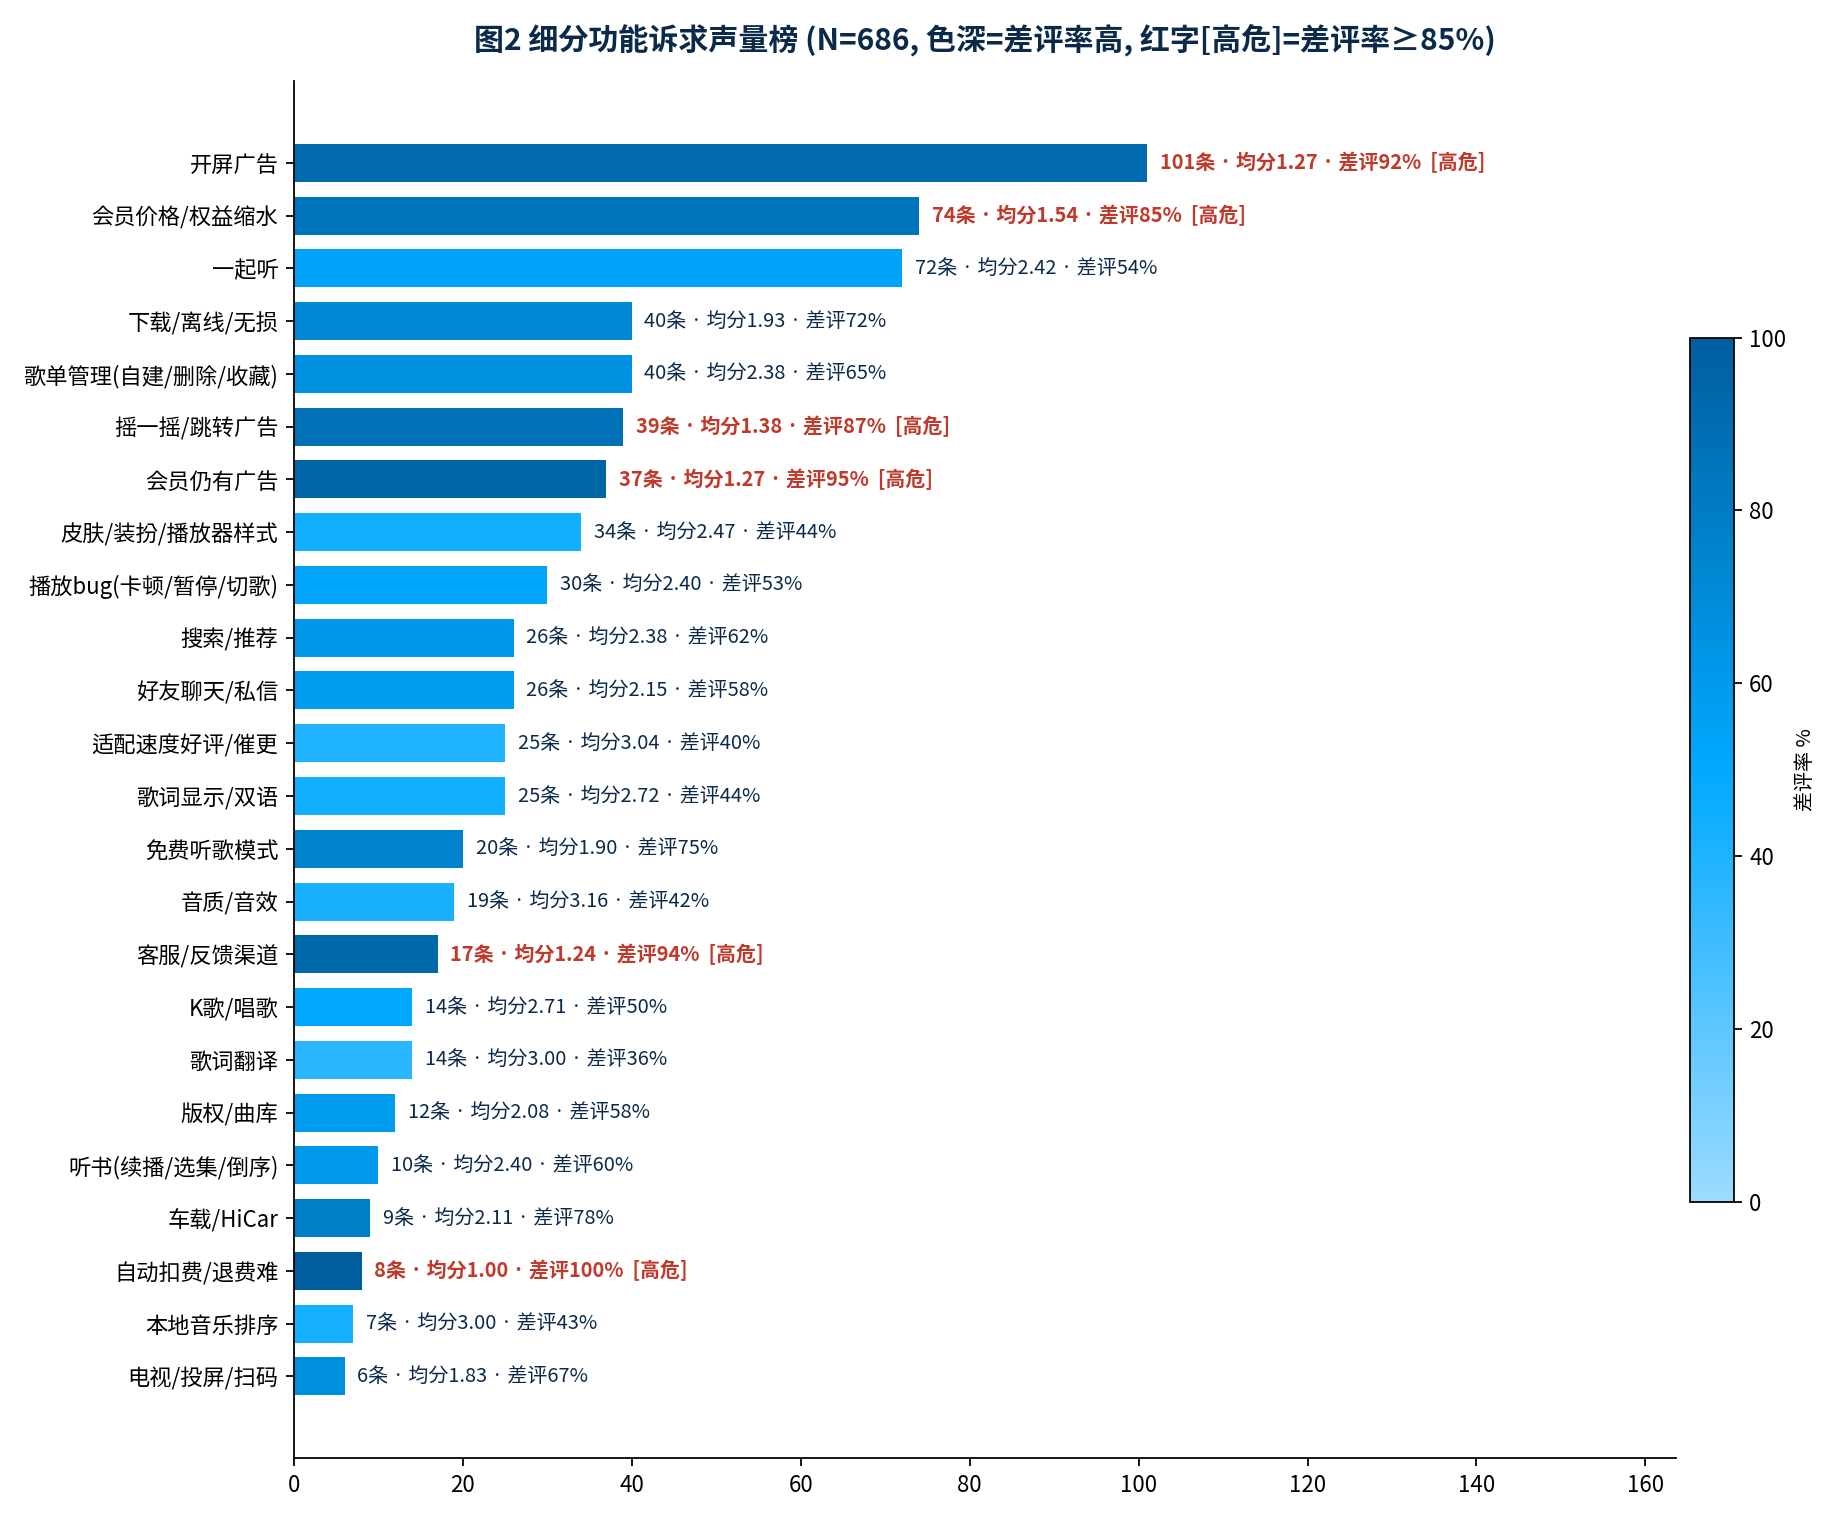 图2 细分功能诉求声量榜 (N=686, 色深=差评率高, 红字[高危]=差评率≥85%)
开屏广告 101条 · 均分1.27 · 差评92% [高危]
会员价格/权益缩水 74条 · 均分1.54 · 差评85% [高危]
一起听 72条 · 均分2.42 · 差评54%
下载/离线/无损 40条 · 均分1.93 · 差评72%
歌单管理(自建/删除/收藏) 40条 · 均分2.38 · 差评65%
摇一摇/跳转广告 39条 · 均分1.38 · 差评87% [高危]
会员仍有广告 37条 · 均分1.27 · 差评95% [高危]
皮肤/装扮/播放器样式 34条 · 均分2.47 · 差评44%
播放bug(卡顿/暂停/切歌) 30条 · 均分2.40 · 差评53%
搜索/推荐 26条 · 均分2.38 · 差评62%
好友聊天/私信 26条 · 均分2.15 · 差评58%
适配速度好评/催更 25条 · 均分3.04 · 差评40%
歌词显示/双语 25条 · 均分2.72 · 差评44%
免费听歌模式 20条 · 均分1.90 · 差评75%
音质/音效 19条 · 均分3.16 · 差评42%
客服/反馈渠道 17条 · 均分1.24 · 差评94% [高危]
K歌/唱歌 14条 · 均分2.71 · 差评50%
歌词翻译 14条 · 均分3.00 · 差评36%
版权/曲库 12条 · 均分2.08 · 差评58%
听书(续播/选集/倒序) 10条 · 均分2.40 · 差评60%
车载/HiCar 9条 · 均分2.11 · 差评78%
自动扣费/退费难 8条 · 均分1.00 · 差评100% [高危]
本地音乐排序 7条 · 均分3.00 · 差评43%
电视/投屏/扫码 6条 · 均分1.83 · 差评67%
0 20 40 60 80 100 120 140 160
100
80
60
40
20
0
差评率 %